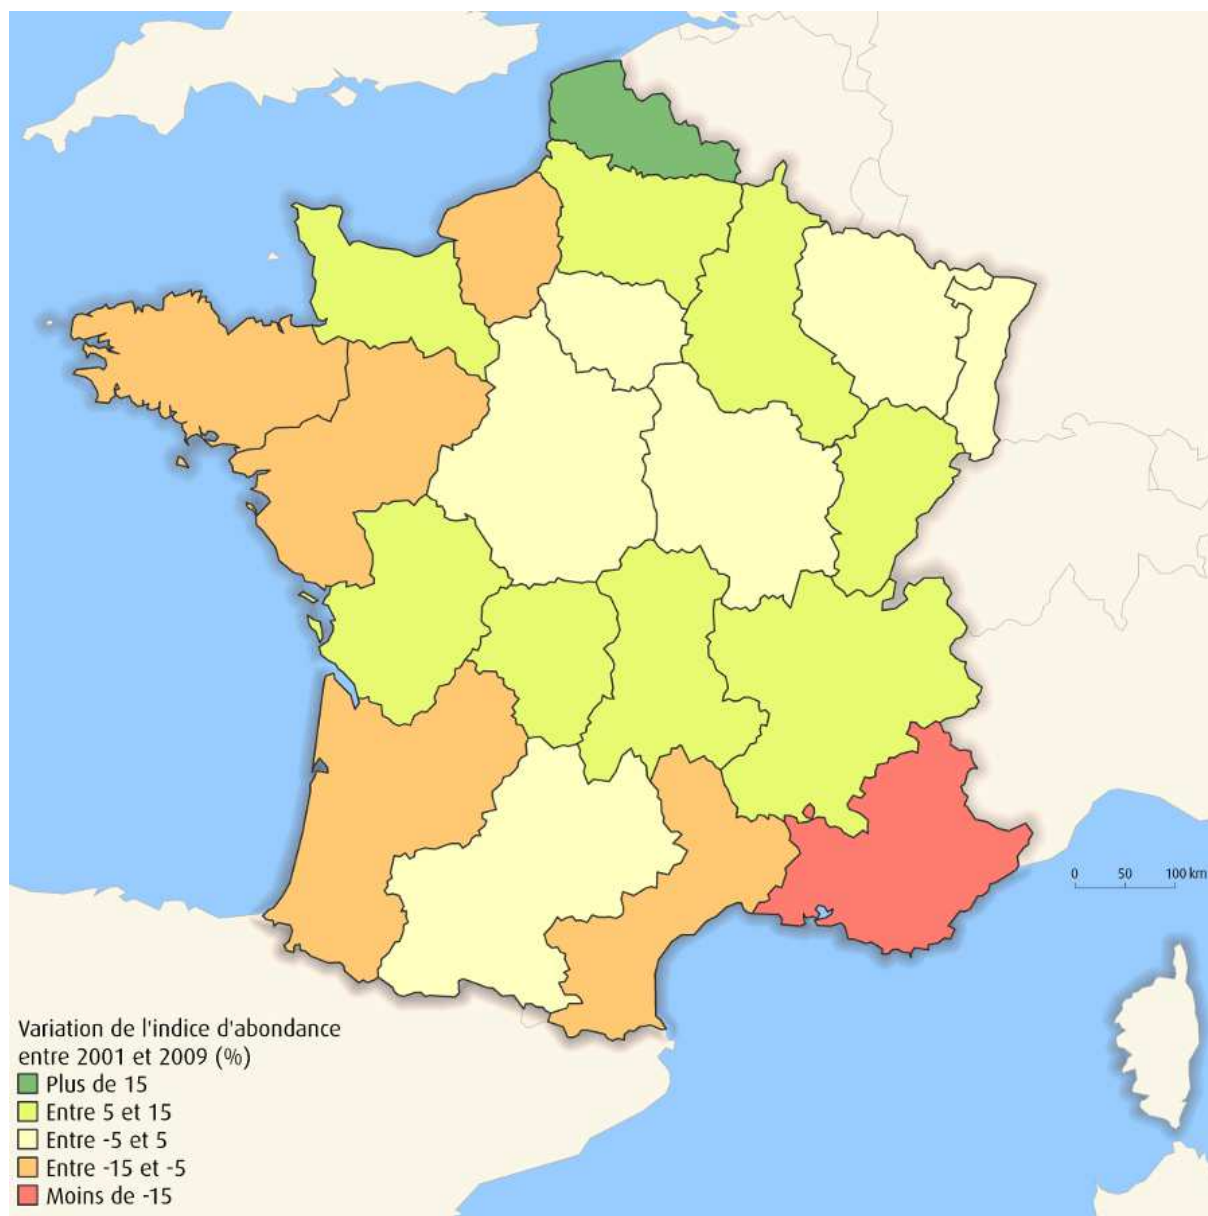 0 50 100 km
Variation de l'indice d'abondance
entre 2001 et 2009 (%)
Plus de 15
Entre 5 et 15
Entre -5 et 5
Entre -15 et -5
Moins de -15